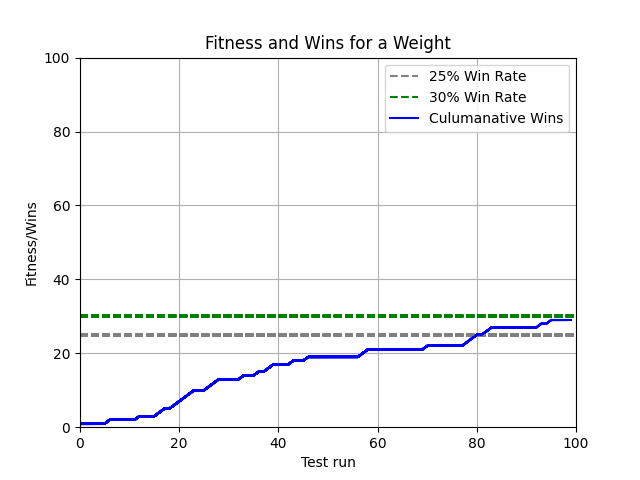 Fitness and Wins for a Weight
100
80
60
40
20
0
Fitness/Wins
25% Win Rate
30% Win Rate
Culumanative Wins
0 20 40 60 80 100
Test run